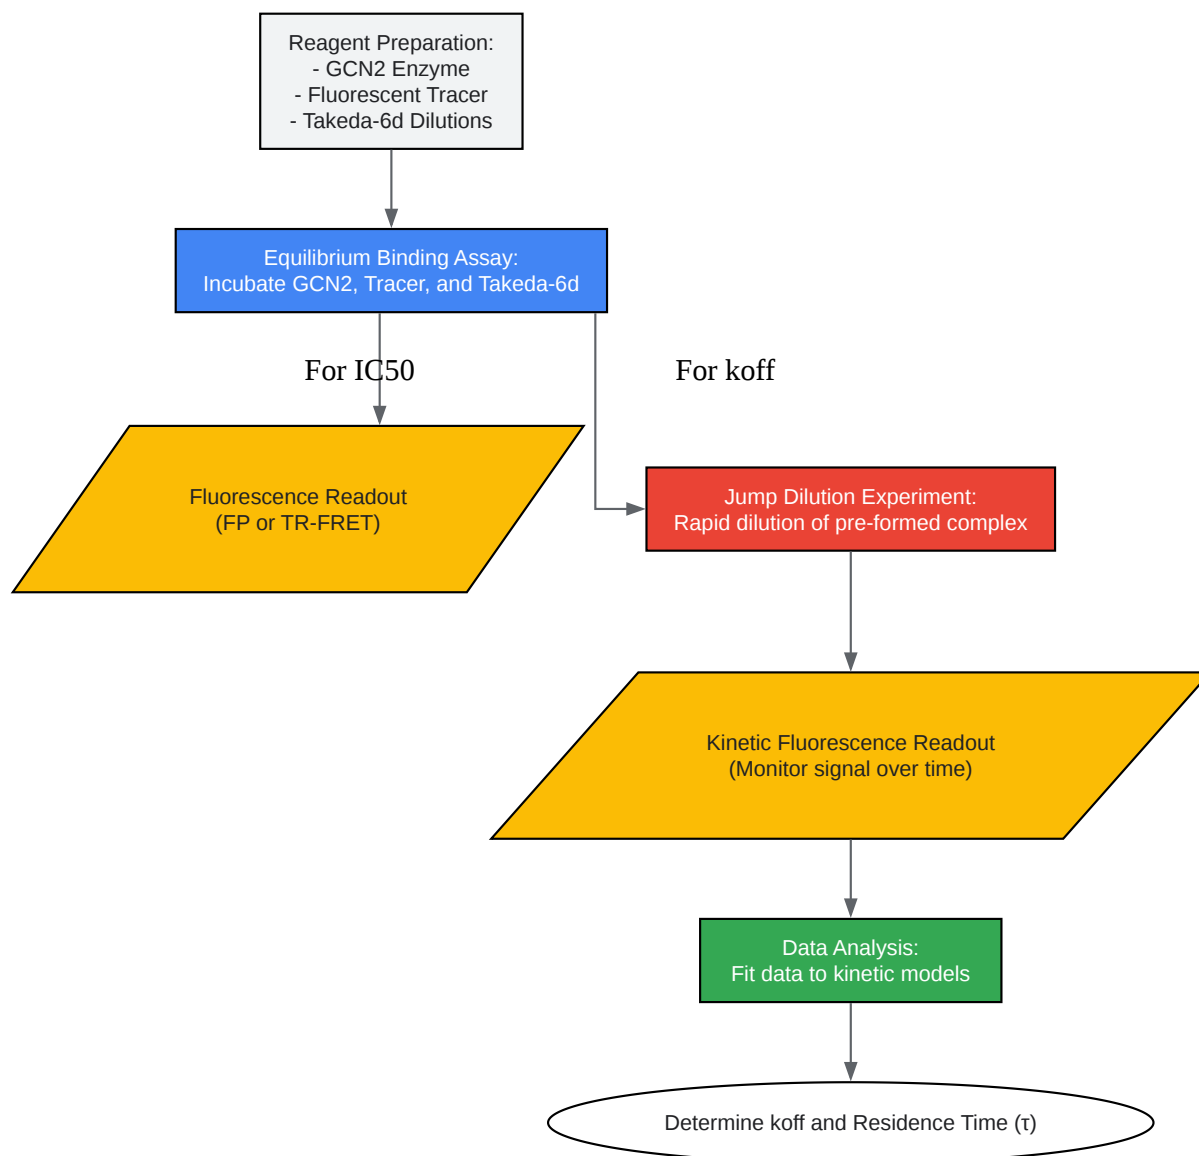 Reagent Preparation:
- GCN2 Enzyme
- Fluorescent Tracer
- Takeda-6d Dilutions
Equilibrium Binding Assay:
Incubate GCN2, Tracer, and Takeda-6d
For IC50
For koff
Fluorescence Readout
(FP or TR-FRET)
Jump Dilution Experiment:
Rapid dilution of pre-formed complex
Kinetic Fluorescence Readout
(Monitor signal over time)
Data Analysis:
Fit data to kinetic models
Determine koff and Residence Time (τ)